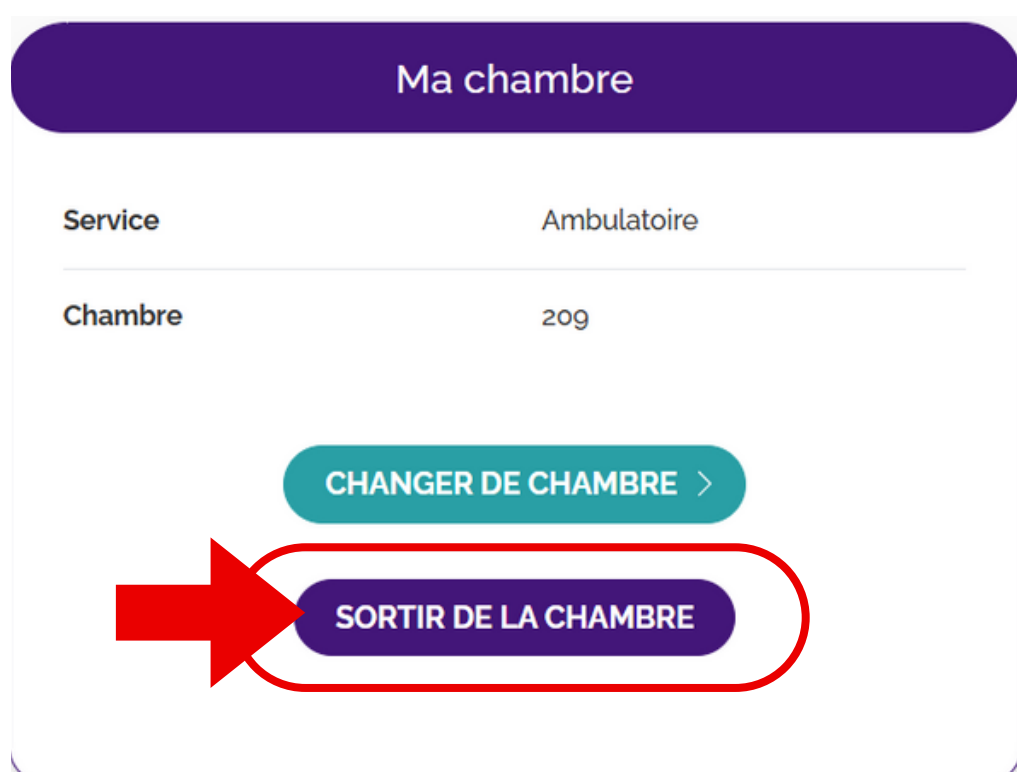 Ma chambre
Service Ambulatoire
Chambre 209
CHANGER DE CHAMBRE >
SORTIR DE LA CHAMBRE